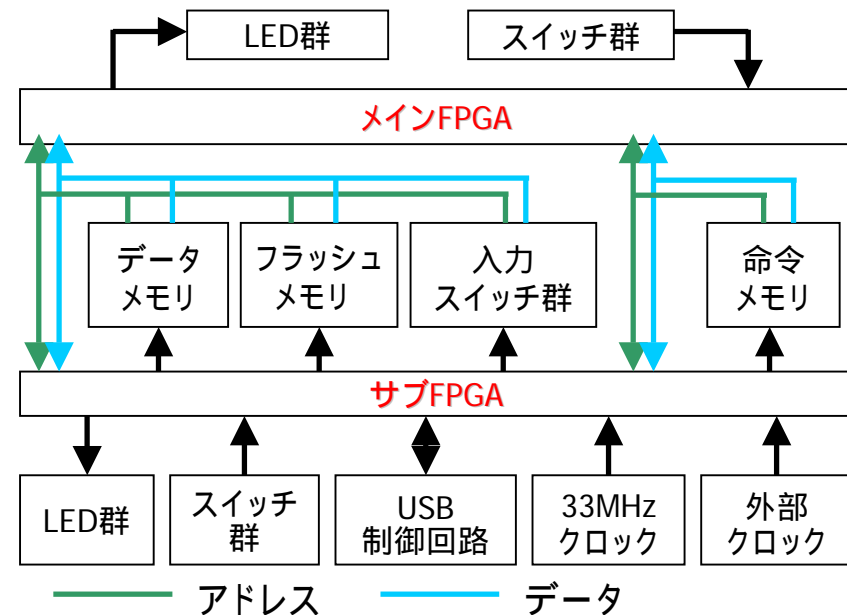 LED群
スイッチ群
メインFPGA
データ
メモリ
フラッシュ
メモリ
入力
スイッチ群
命令
メモリ
サブFPGA
LED群
スイッチ
群
USB
制御回路
33MHz
クロック
外部
クロック
アドレス
データ